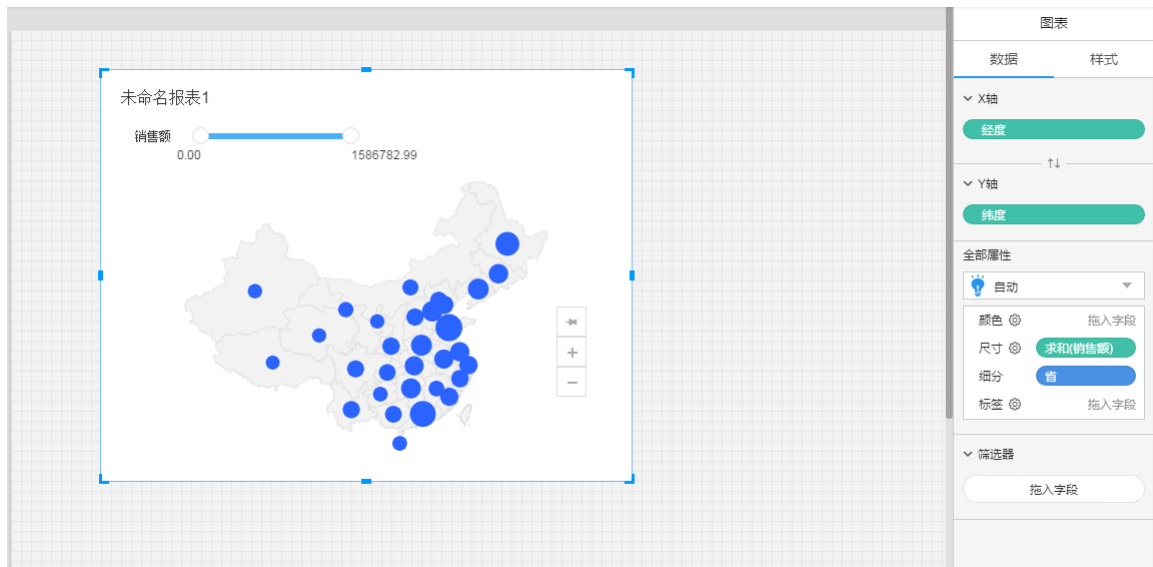 未命名报表1
销售额
0.00 1586782.99
图表
数据 样式
X轴
经度
Y轴
纬度
全部属性
自动
颜色 拖入字段
尺寸 求和(销售额)
细分 省
标签 拖入字段
筛选器
拖入字段